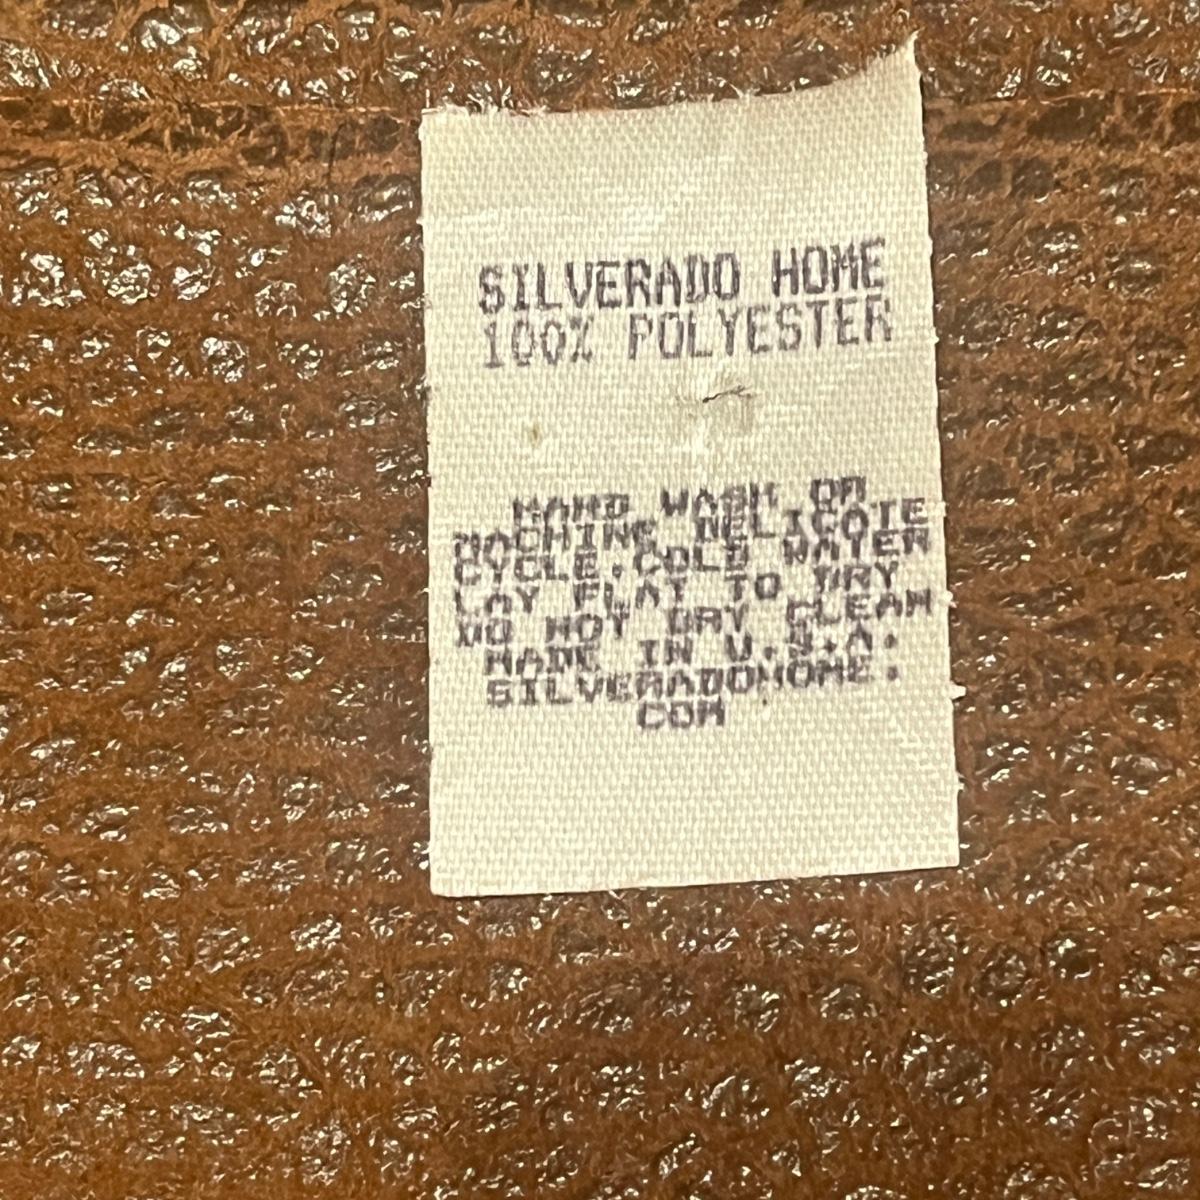 SILVERADO HOME
100% POLYESTER
HAND WASH OR
MACHINE DELICATE
CYCLE.COLD WATER
LAY FLAT TO DRY
DO NOT DRY CLEAN
MADE IN U.S.A.
SILVERADOHOME.
COM